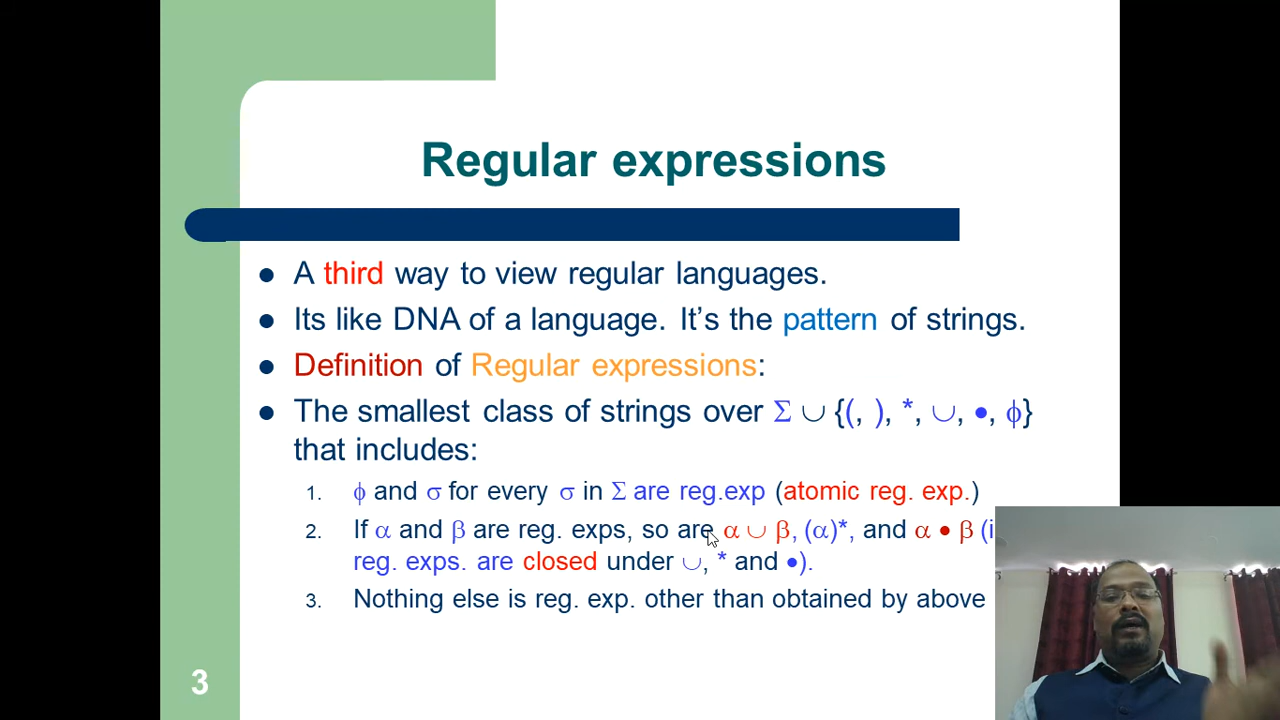 Regular expressions
● A third way to view regular languages.
● Its like DNA of a language. It's the pattern of strings.
● Definition of Regular expressions:
● The smallest class of strings over Σ ∪ {(, ), *, ∪, •, ϕ}
that includes:
1. ϕ and σ for every σ in Σ are reg.exp (atomic reg. exp.)
2. If α and β are reg. exps, so are α ∪ β, (α)*, and α • β
reg. exps. are closed under ∪, * and •).
3. Nothing else is reg. exp. other than obtained by above
3